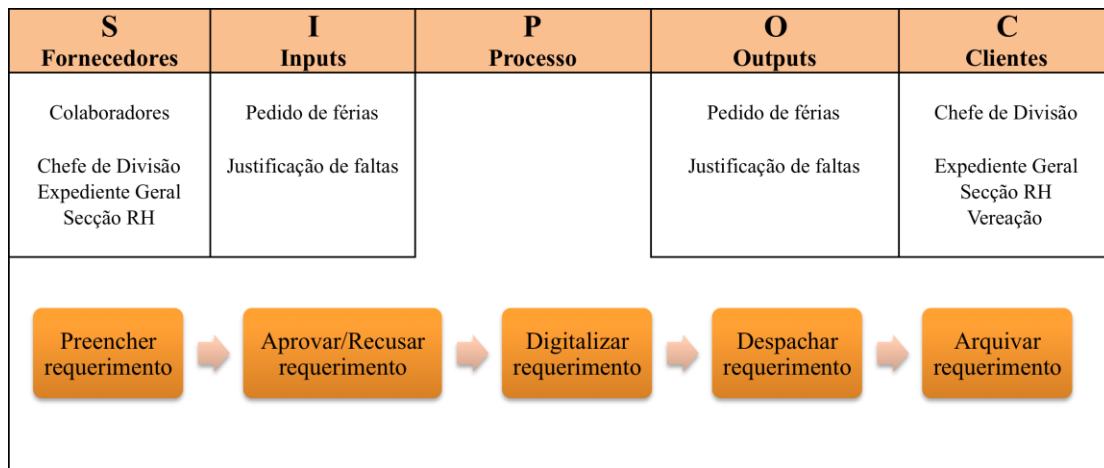 S
Fornecedores
I
Inputs
P
Processo
O
Outputs
C
Clientes
Colaboradores
Chefe de Divisão
Expediente Geral
Secção RH
Pedido de férias
Justificação de faltas
Pedido de férias
Justificação de faltas
Chefe de Divisão
Expediente Geral
Secção RH
Vereação
Preencher
requerimento
Aprovar/Recusar
requerimento
Digitalizar
requerimento
Despachar
requerimento
Arquivar
requerimento